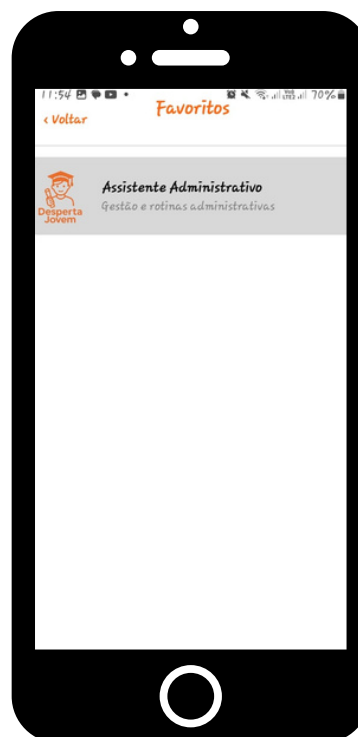 11:54 70%
Favoritos
‹ Voltar
Assistente Administrativo
Gestão e rotinas administrativas
Desperta
Jovem